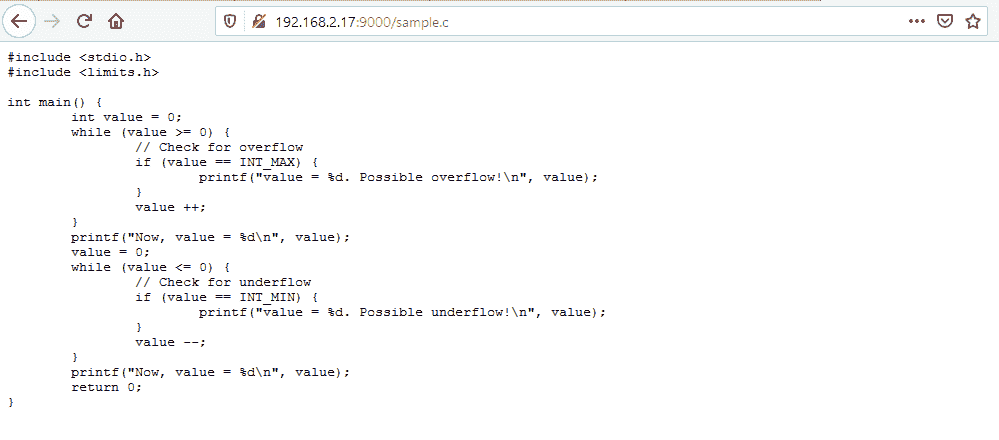 192.168.2.17:9000/sample.c
#include <stdio.h>
#include <limits.h>
int main() {
        int value = 0;
        while (value >= 0) {
                // Check for overflow
                if (value == INT_MAX) {
                        printf("value = %d. Possible overflow!\n", value);
                }
                value ++;
        }
        printf("Now, value = %d\n", value);
        value = 0;
        while (value <= 0) {
                // Check for underflow
                if (value == INT_MIN) {
                        printf("value = %d. Possible underflow!\n", value);
                }
                value --;
        }
        printf("Now, value = %d\n", value);
        return 0;
}